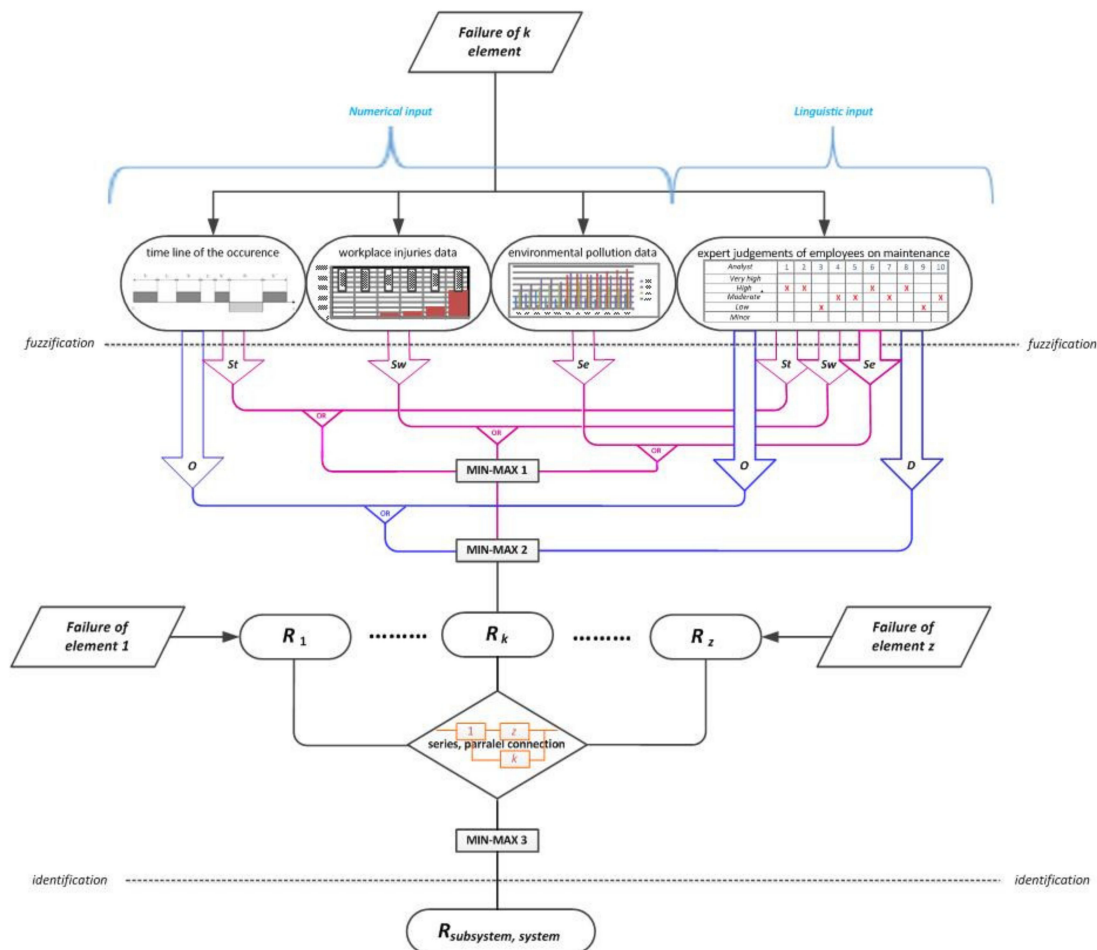 Failure of k
element
Numerical input
Linguistic input
time line of the occurence
workplace injuries data
environmental pollution data
expert judgements of employees on maintenance
Analyst 1 2 3 4 5 6 7 8 9 10
Very high
High x x x x
Moderate x x x x
Low x x
Minor
fuzzification
fuzzification
St
Sw
Se
St
Sw
Se
OR
OR
OR
O
MIN-MAX 1
O
D
OR
MIN-MAX 2
Failure of
element 1
R 1
.........
R k
.........
R z
Failure of
element z
1
z
series, parralel connection
k
MIN-MAX 3
identification
identification
R subsystem, system